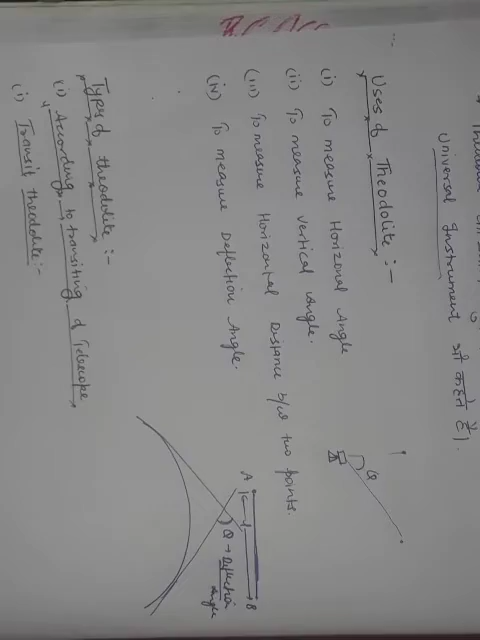 Universal Instrument भी कहते हैं।
Uses of Theodolite :-
(i) To measure Horizonal Angle
(ii) To measure vertical Angle.
(iii) To measure Horizontal Distance b/w two points.
(iv) To measure Deflection Angle.
Q
A
B
Q → Deflection
Angle
Types of theodolite :-
(1) According to transiting of Telescope
(i) Transit theodolite :-